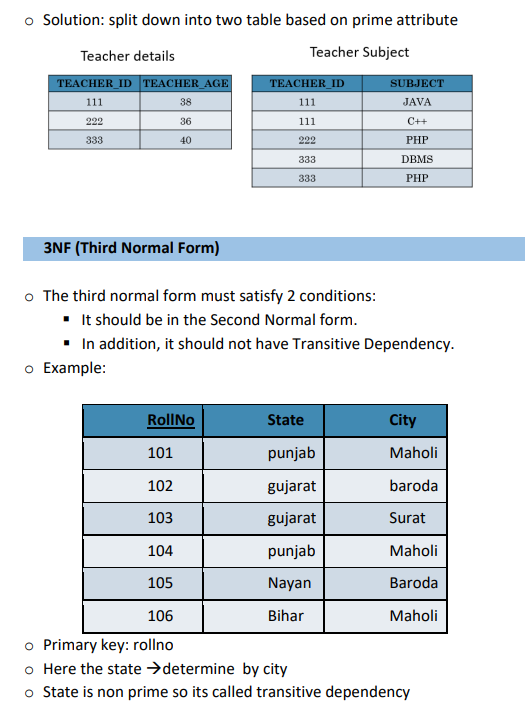 Solution: split down into two table based on prime attribute
Teacher details
Teacher Subject
TEACHER_ID TEACHER_AGE
111 38
222 36
333 40
TEACHER_ID SUBJECT
111 JAVA
111 C++
222 PHP
333 DBMS
333 PHP
3NF (Third Normal Form)
The third normal form must satisfy 2 conditions:
It should be in the Second Normal form.
In addition, it should not have Transitive Dependency.
Example:
RollNo State City
101 punjab Maholi
102 gujarat baroda
103 gujarat Surat
104 punjab Maholi
105 Nayan Baroda
106 Bihar Maholi
Primary key: rollno
Here the state →determine by city
State is non prime so its called transitive dependency